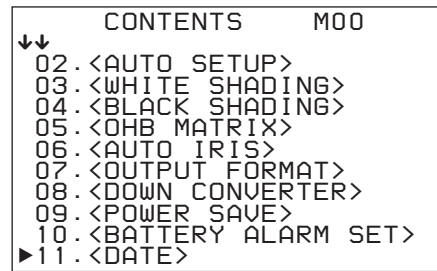 CONTENTS M00
↓↓
02.<AUTO SETUP>
03.<WHITE SHADING>
04.<BLACK SHADING>
05.<OHB MATRIX>
06.<AUTO IRIS>
07.<OUTPUT FORMAT>
08.<DOWN CONVERTER>
09.<POWER SAVE>
10.<BATTERY ALARM SET>
▶11.<DATE>